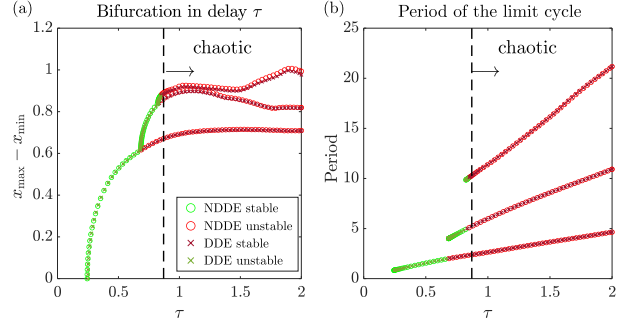 (a) Bifurcation in delay τ
x_max − x_min
1.2
1
0.8
0.6
0.4
0.2
0
chaotic
NDDE stable
NDDE unstable
DDE stable
DDE unstable
0 0.5 1 1.5 2
τ
(b) Period of the limit cycle
Period
25
20
15
10
5
0
chaotic
0 0.5 1 1.5 2
τ